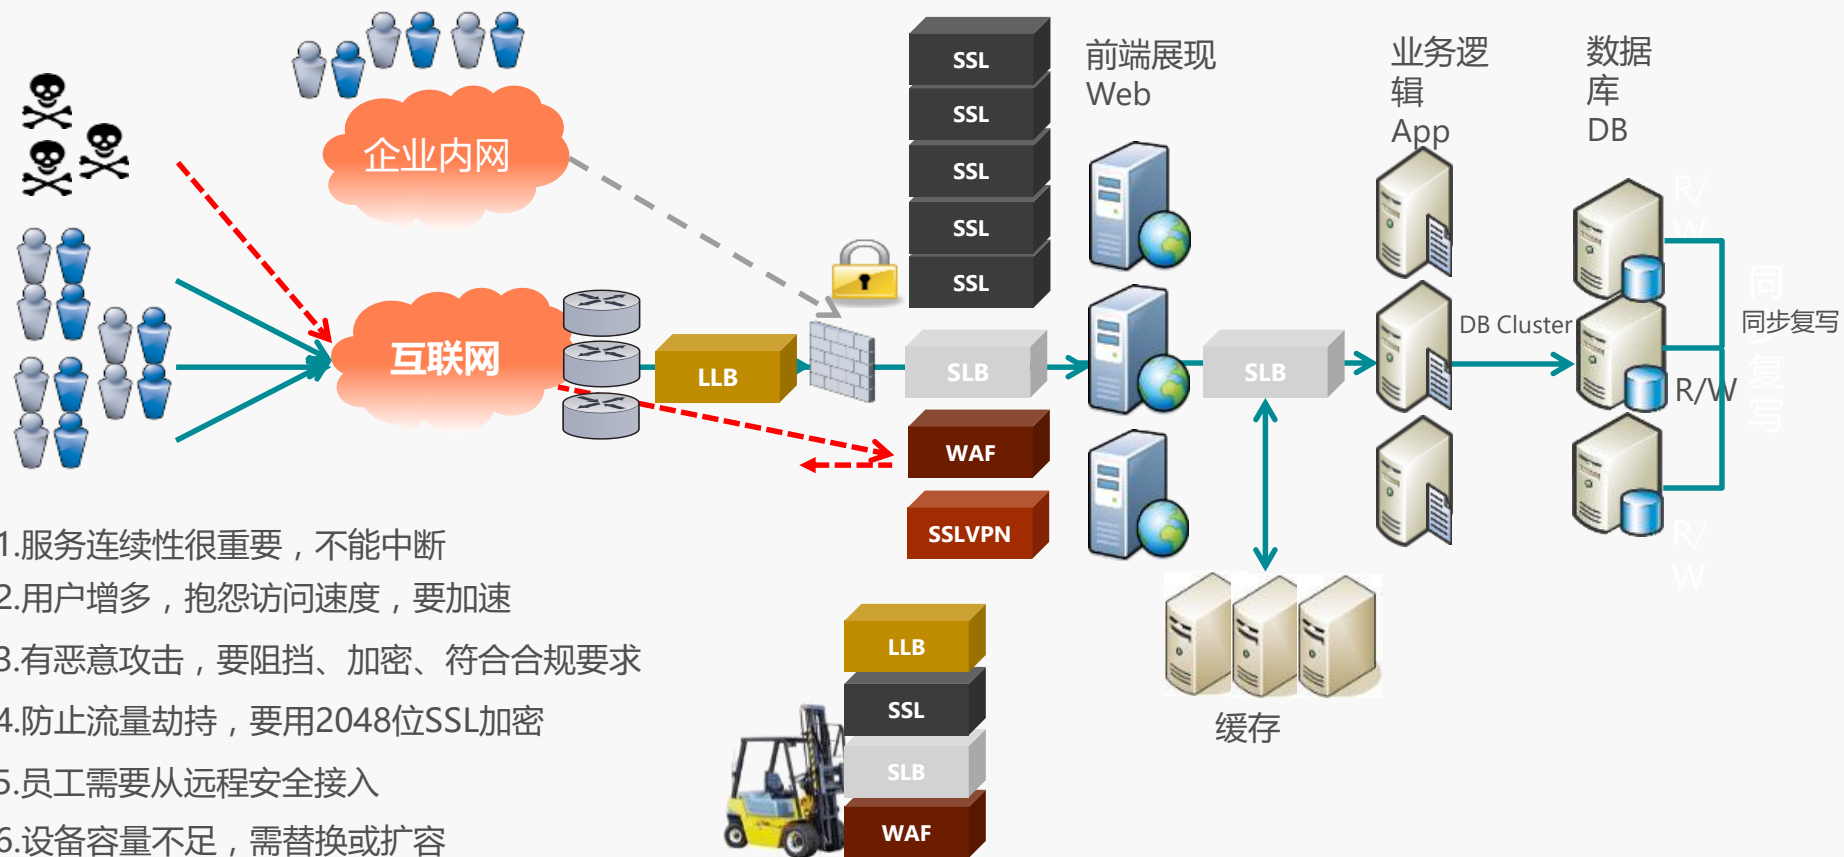 企业内网
互联网
LLB
SSL
SSL
SSL
SSL
SSL
SLB
WAF
SSLVPN
前端展现
Web
SLB
缓存
业务逻
辑
App
DB Cluster
数据
库
DB
R/
W
R/W
R/
W
同步复写
同
步
复
写
1.服务连续性很重要，不能中断
2.用户增多，抱怨访问速度，要加速
3.有恶意攻击，要阻挡、加密、符合合规要求
4.防止流量劫持，要用2048位SSL加密
5.员工需要从远程安全接入
6.设备容量不足，需替换或扩容
LLB
SSL
SLB
WAF